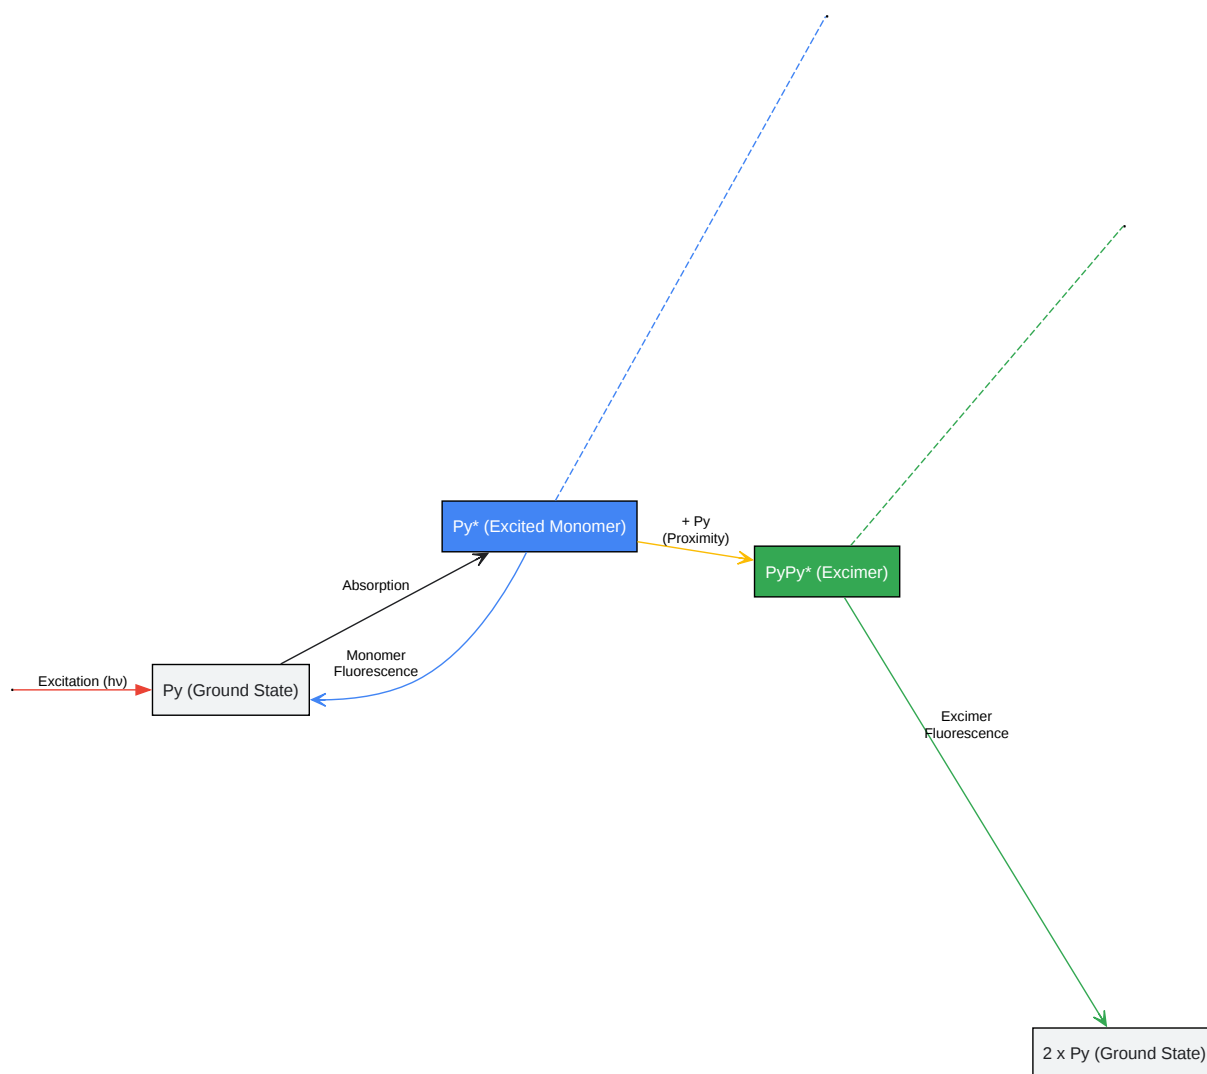 Py* (Excited Monomer)
+ Py
(Proximity)
PyPy* (Excimer)
Absorption
Monomer
Fluorescence
Excitation (hν)
Py (Ground State)
Excimer
Fluorescence
2 x Py (Ground State)